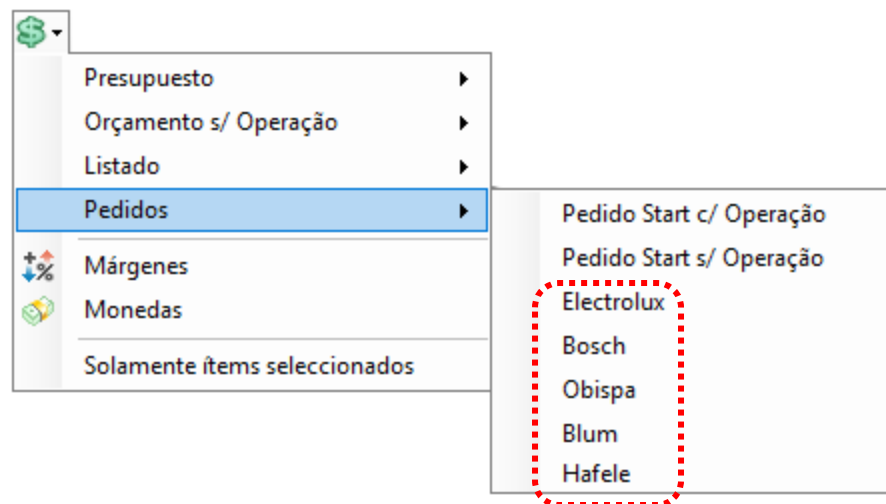 Presupuesto
Orçamento s/ Operação
Listado
Pedidos
Márgenes
Monedas
Solamente ítems seleccionados
Pedido Start c/ Operação
Pedido Start s/ Operação
Electrolux
Bosch
Obispa
Blum
Hafele